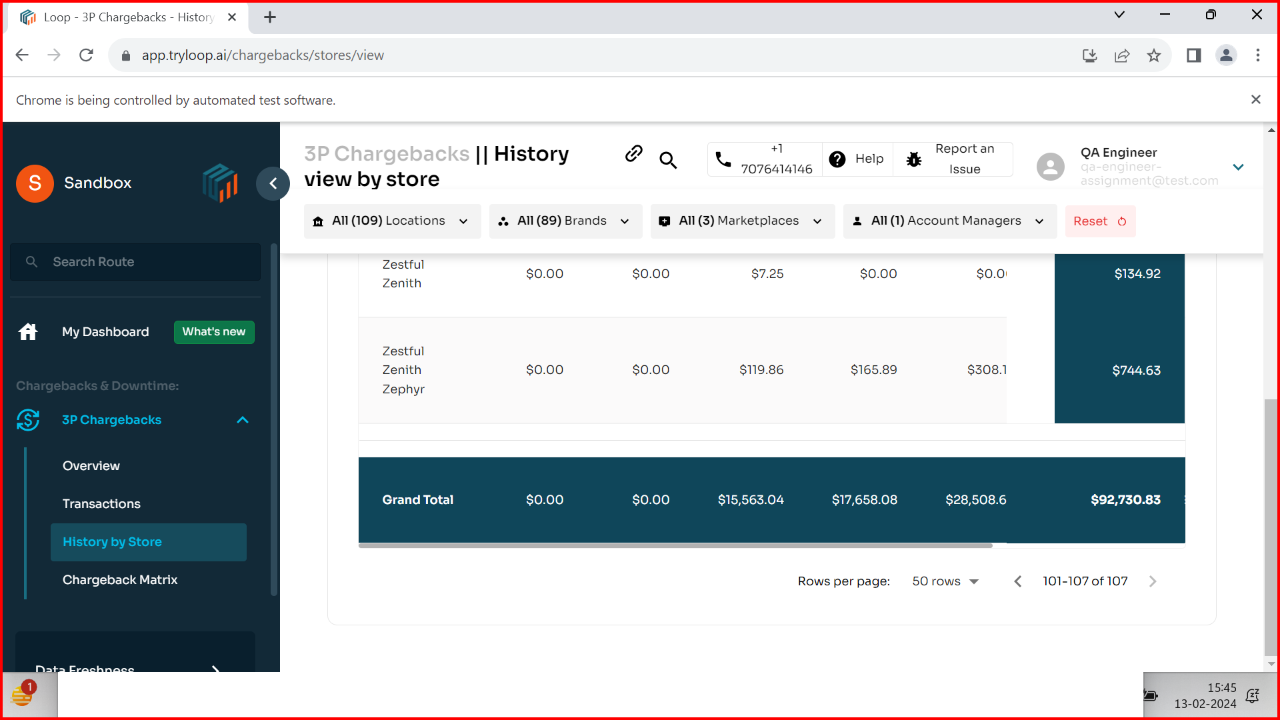 Loop - 3P Chargebacks - History
app.tryloop.ai/chargebacks/stores/view
Chrome is being controlled by automated test software.
S
Sandbox
Search Route
My Dashboard
What's new
Chargebacks & Downtime:
3P Chargebacks
Overview
Transactions
History by Store
Chargeback Matrix
Data Freshness
3P Chargebacks || History
view by store
+1
7076414146
Help
Report an
Issue
QA Engineer
qa-engineer-
assignment@test.com
All (109) Locations
All (89) Brands
All (3) Marketplaces
All (1) Account Managers
Reset
Zestful
Zenith
$0.00 $0.00 $7.25 $0.00 $0.0 $134.92
Zestful
Zenith
Zephyr
$0.00 $0.00 $119.86 $165.89 $308.1 $744.63
Grand Total $0.00 $0.00 $15,563.04 $17,658.08 $28,508.6 $92,730.83
Rows per page: 50 rows 101-107 of 107
1
15:45
13-02-2024